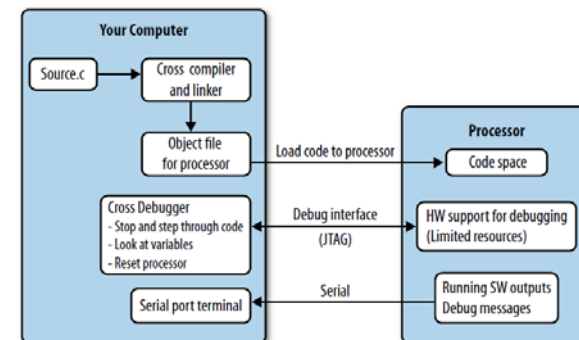 Your Computer
Source.c
Cross compiler
and linker
Object file
for processor
Load code to processor
Processor
Code space
Cross Debugger
- Stop and step through code
- Look at variables
- Reset processor
Debug interface
(JTAG)
HW support for debugging
(Limited resources)
Serial port terminal
Serial
Running SW outputs
Debug messages